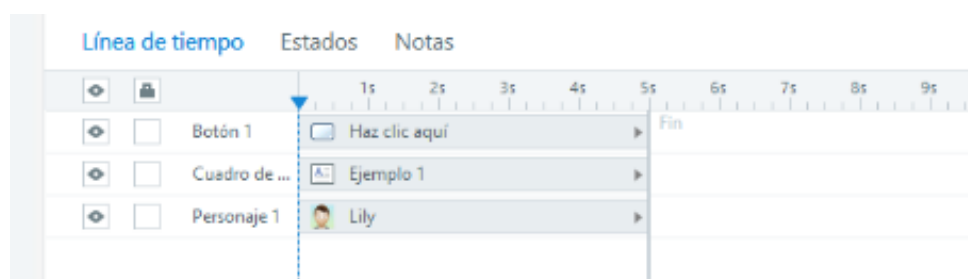 Línea de tiempo Estados Notas
1s 2s 3s 4s 5s 6s 7s 8s 9s
Botón 1 Haz clic aquí Fin
Cuadro de ... Ejemplo 1
Personaje 1 Lily